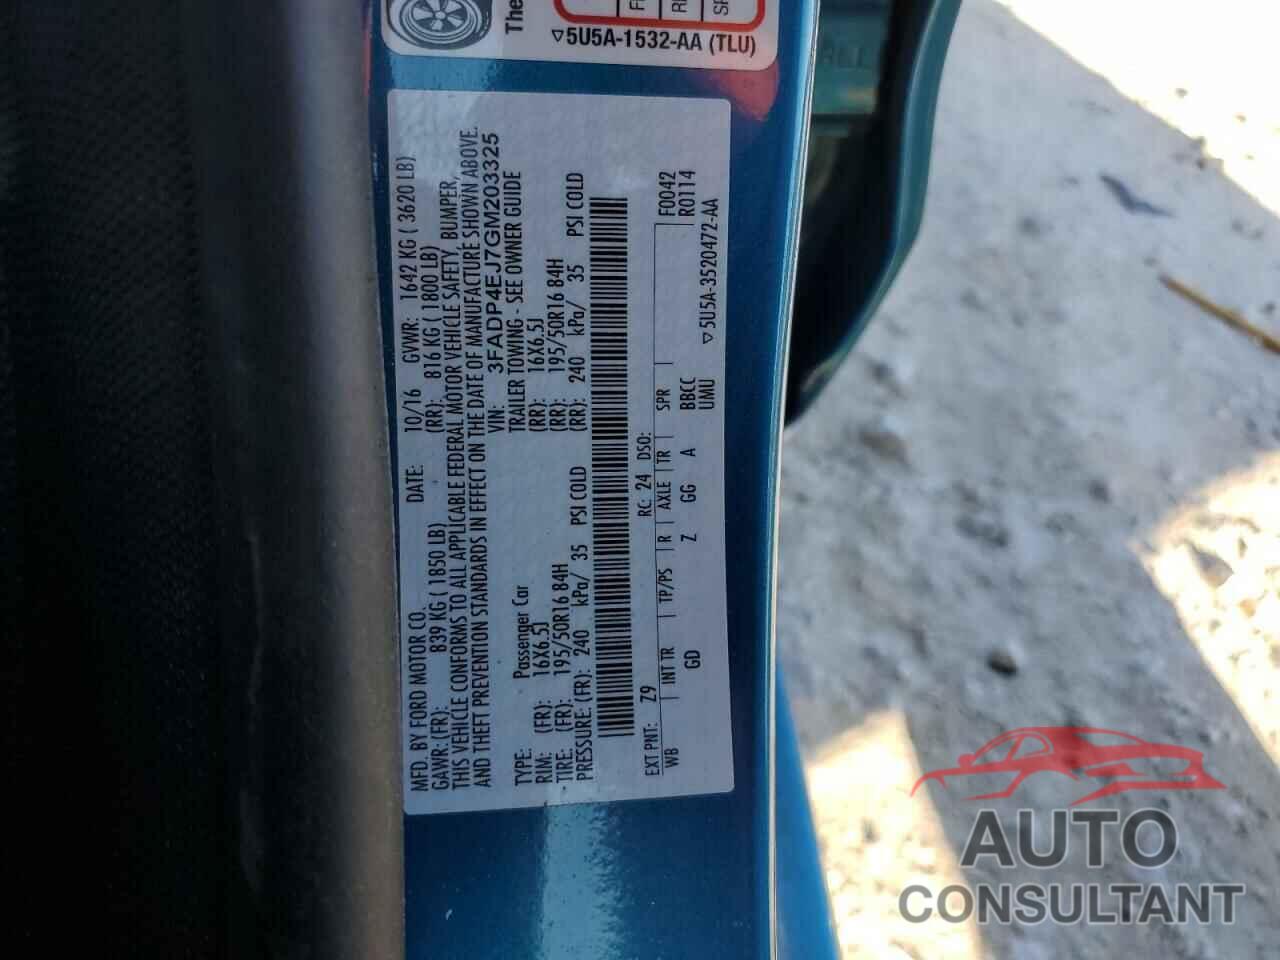 The
F
RE
SP
▽5U5A-1532-AA (TLU)
MFD. BY FORD MOTOR CO. DATE: 10/16 GVWR: 1642 KG ( 3620 LB)
GAWR: (FR): 839 KG ( 1850 LB) (RR): 816 KG ( 1800 LB)
THIS VEHICLE CONFORMS TO ALL APPLICABLE FEDERAL MOTOR VEHICLE SAFETY, BUMPER,
AND THEFT PREVENTION STANDARDS IN EFFECT ON THE DATE OF MANUFACTURE SHOWN ABOVE.
VIN: 3FADP4EJ7GM203325
TYPE: Passenger Car TRAILER TOWING - SEE OWNER GUIDE
RIM: (FR): 16X6.5J (RR): 16X6.5J
TIRE: (FR): 195/50R16 84H (RR): 195/50R16 84H
PRESSURE: (FR): 240 kPa/ 35 PSI COLD (RR): 240 kPa/ 35 PSI COLD
EXT PNT: Z9 RC: 24 DSO: F0042
WB INT TR TP/PS R AXLE TR SPR R0114
GD Z GG A BBCC
UMU ▽5U5A-3520472-AA
AUTO
CONSULTANT